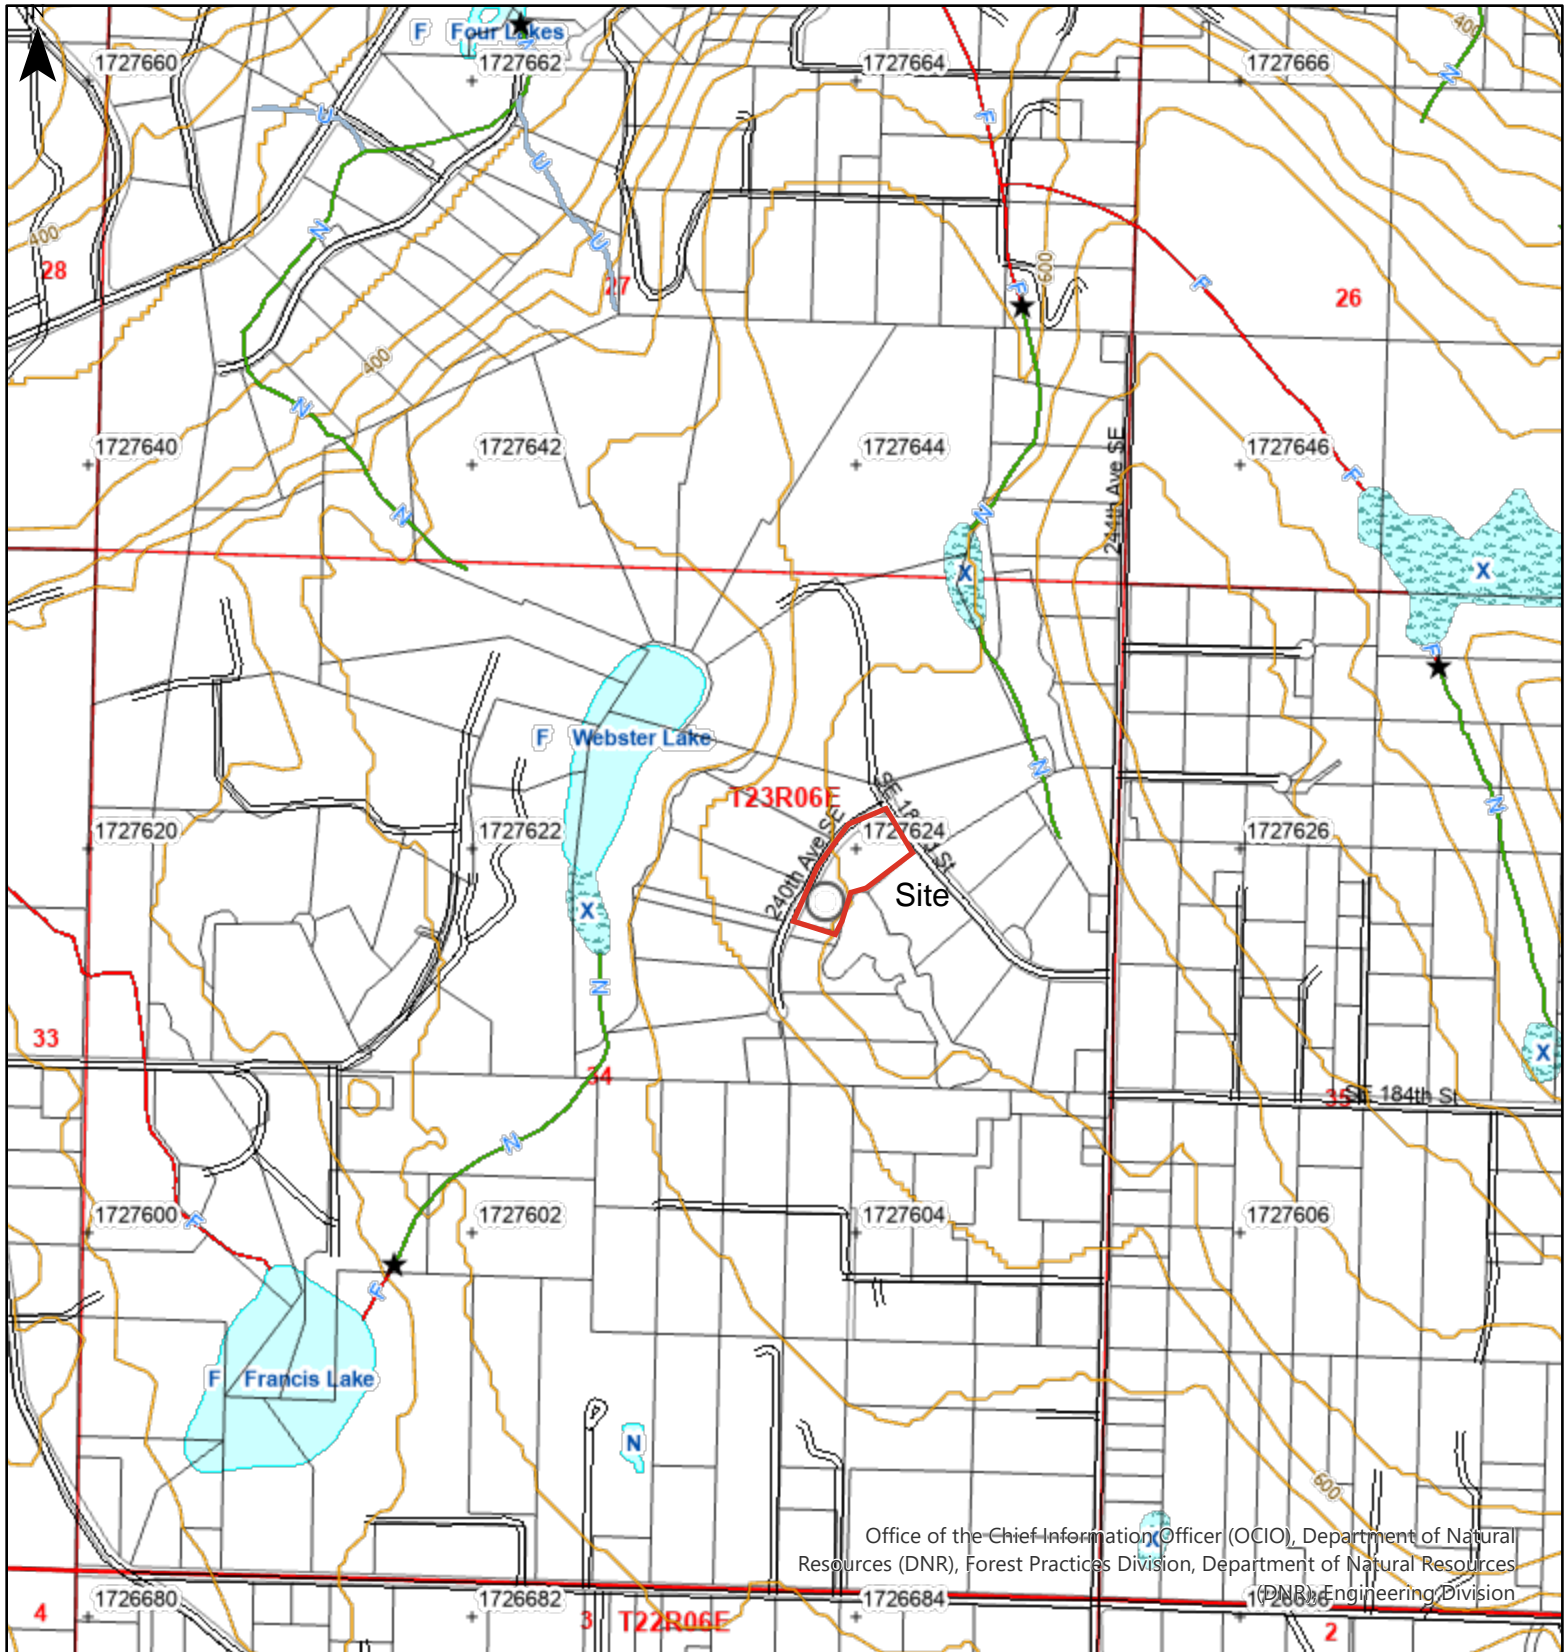 N
F Four Lakes
400
1727660
1727662
1727664
1727666
N
U
F
U
N
400
U
28
27
600
F
F
26
400
N
1727640
1727642
1727644
1727646
F
244th Ave SE
N
N
X
X
F
F Webster Lake
N
T23R06E
N
1727620
1727622
240th Ave SE
1727624
1727626
Site
X
N
33
X
34
35
SE 184th St
N
1727600
1727602
1727604
1727606
F
F
F Francis Lake
N
600
X
Office of the Chief Information Officer (OCIO), Department of Natural
Resources (DNR), Forest Practices Division, Department of Natural Resources
(DNR), Engineering Division
1726680
1726682
1726684
4
3
T22R06E
2